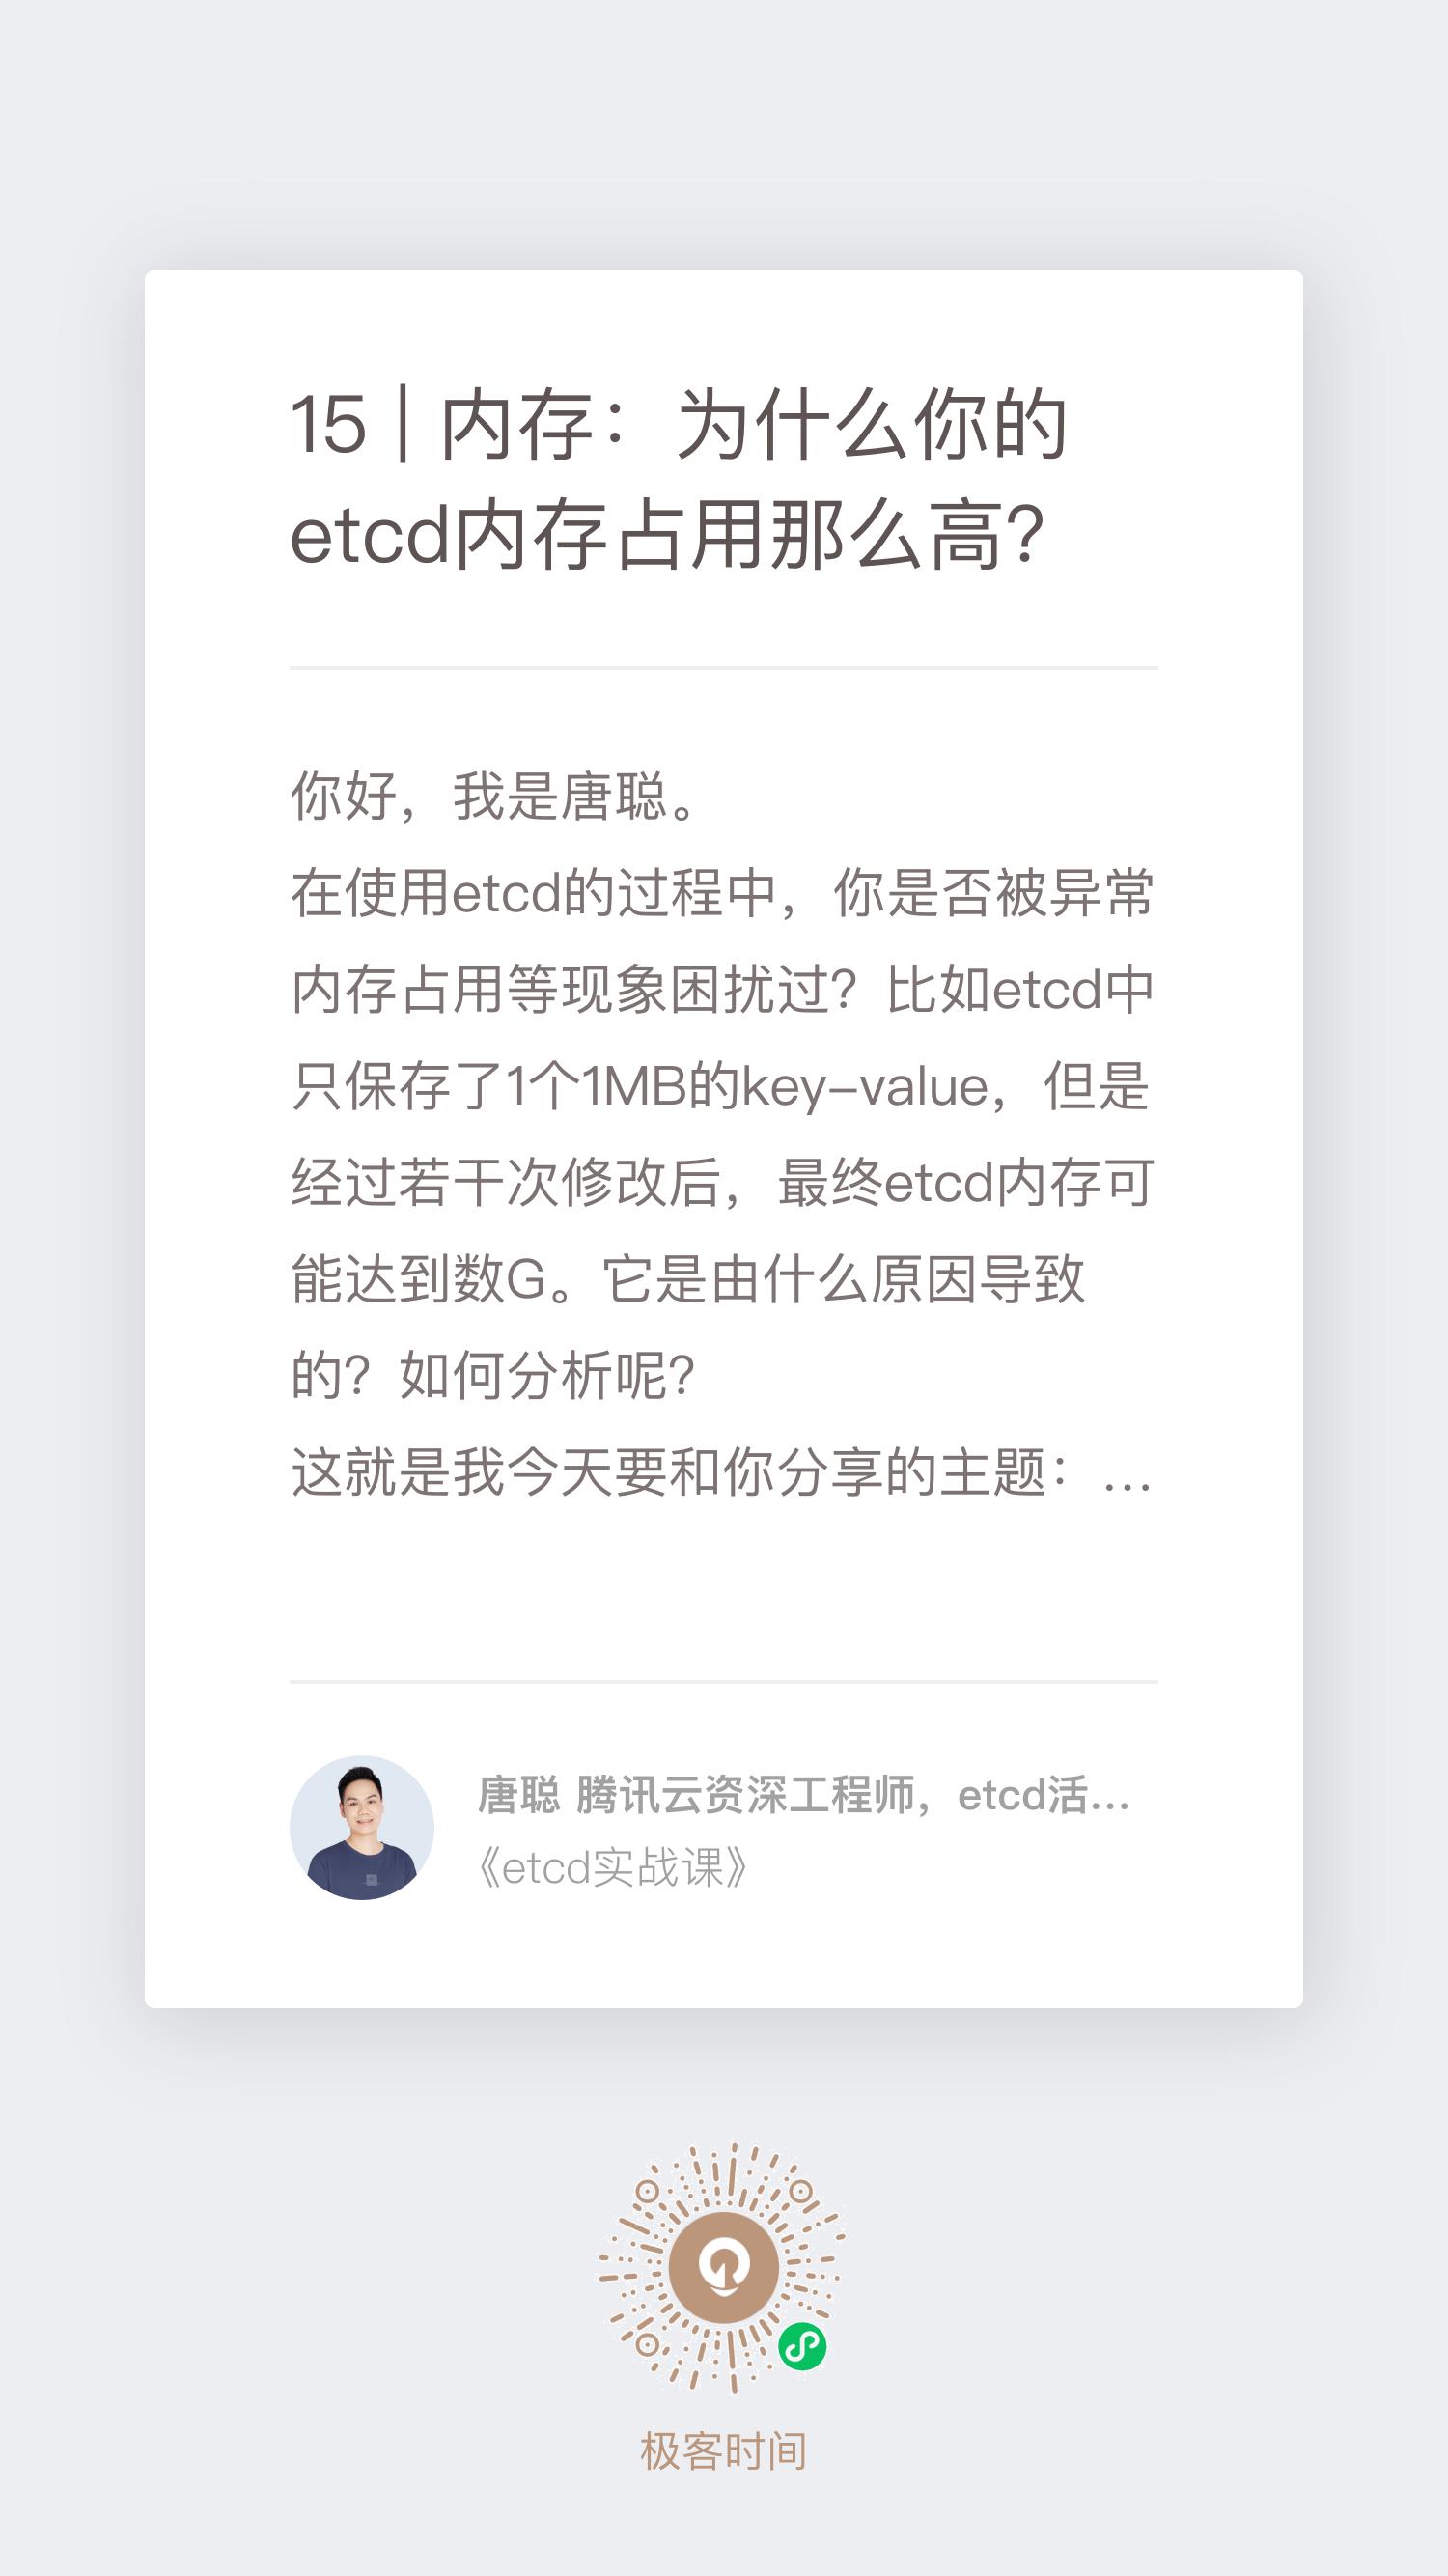 15 | 内存：为什么你的
etcd内存占用那么高？
你好，我是唐聪。
在使用etcd的过程中，你是否被异常
内存占用等现象困扰过？比如etcd中
只保存了1个1MB的key-value，但是
经过若干次修改后，最终etcd内存可
能达到数G。它是由什么原因导致
的？如何分析呢？
这就是我今天要和你分享的主题：...
唐聪 腾讯云资深工程师，etcd活...
《etcd实战课》
极客时间